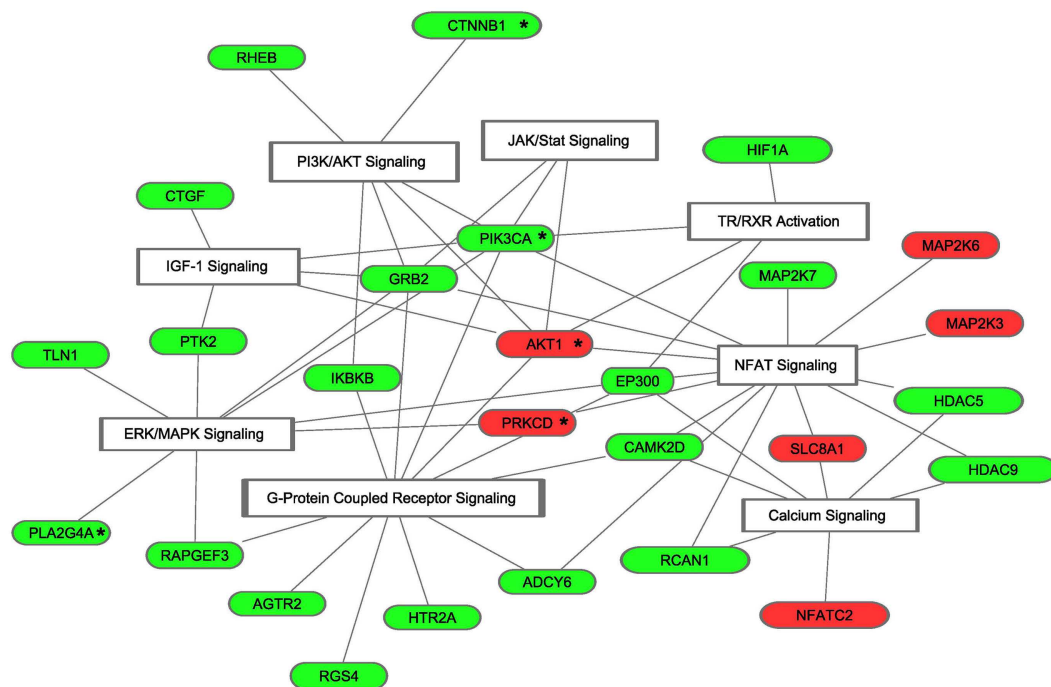 CTNNB1 *
RHEB
JAK/Stat Signaling
PI3K/AKT Signaling
HIF1A
CTGF
TR/RXR Activation
PIK3CA *
MAP2K6
IGF-1 Signaling
GRB2
MAP2K7
MAP2K3
PTK2
AKT1 *
TLN1
NFAT Signaling
IKBKB
EP300
HDAC5
PRKCD *
ERK/MAPK Signaling
CAMK2D
SLC8A1
HDAC9
G-Protein Coupled Receptor Signaling
Calcium Signaling
PLA2G4A *
RAPGEF3
RCAN1
ADCY6
AGTR2
HTR2A
NFATC2
RGS4